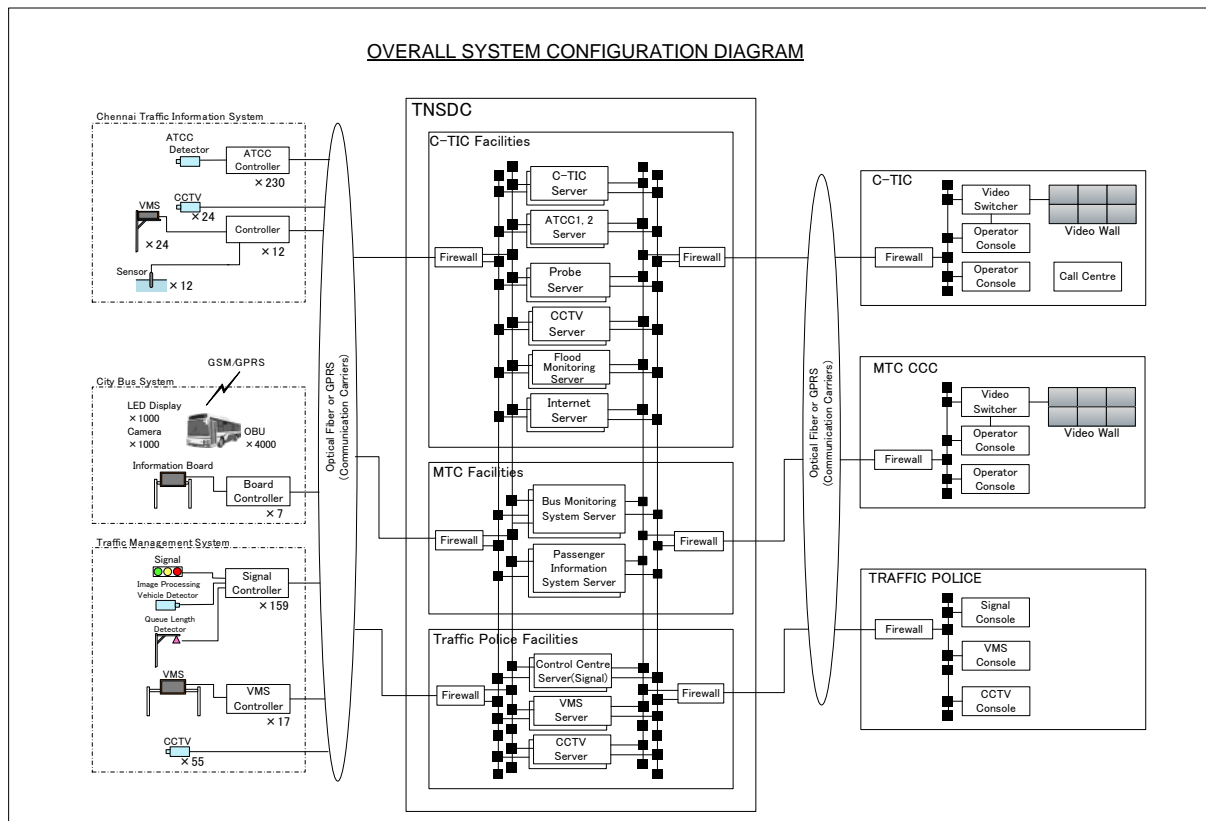 OVERALL SYSTEM CONFIGURATION DIAGRAM
Chennai Traffic Information System
ATCC
Detector
ATCC
Controller
×230
CCTV
×24
VMS
×24
Controller
×12
Sensor
×12
City Bus System
GSM/GPRS
LED Display
×1000
Camera
×1000
OBU
×4000
Information Board
Board
Controller
×7
Traffic Management System
Signal
Image Processing
Vehicle Detector
Signal
Controller
×159
Queue Length
Detector
VMS
VMS
Controller
×17
CCTV
×55
Optical Fiber or GPRS
(Communication Carriers)
TNSDC
C-TIC Facilities
C-TIC
Server
ATCC1, 2
Server
Firewall
Firewall
Probe
Server
CCTV
Server
Flood
Monitoring
Server
Internet
Server
MTC Facilities
Bus Monitoring
System Server
Firewall
Firewall
Passenger
Information
System Server
Traffic Police Facilities
Control Centre
Server(Signal)
Firewall
Firewall
VMS
Server
CCTV
Server
Optical Fiber or GPRS
(Communication Carriers)
C-TIC
Video
Switcher
Video Wall
Operator
Console
Firewall
Operator
Console
Call Centre
MTC CCC
Video
Switcher
Video Wall
Operator
Console
Firewall
Operator
Console
TRAFFIC POLICE
Signal
Console
Firewall
VMS
Console
CCTV
Console